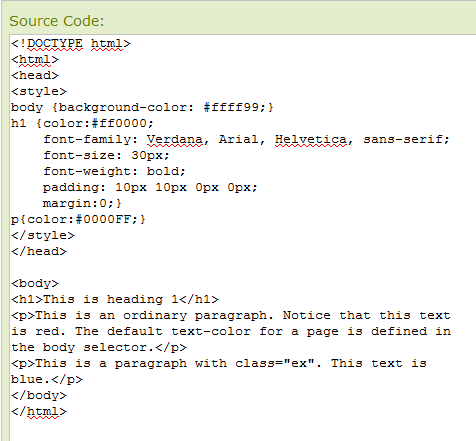 Source Code:
<!DOCTYPE html>
<html>
<head>
<style>
body {background-color: #ffff99;}
h1 {color:#ff0000;
    font-family: Verdana, Arial, Helvetica, sans-serif;
    font-size: 30px;
    font-weight: bold;
    padding: 10px 10px 0px 0px;
    margin:0;}
p{color:#0000FF;}
</style>
</head>

<body>
<h1>This is heading 1</h1>
<p>This is an ordinary paragraph. Notice that this text
is red. The default text-color for a page is defined in
the body selector.</p>
<p>This is a paragraph with class="ex". This text is
blue.</p>
</body>
</html>